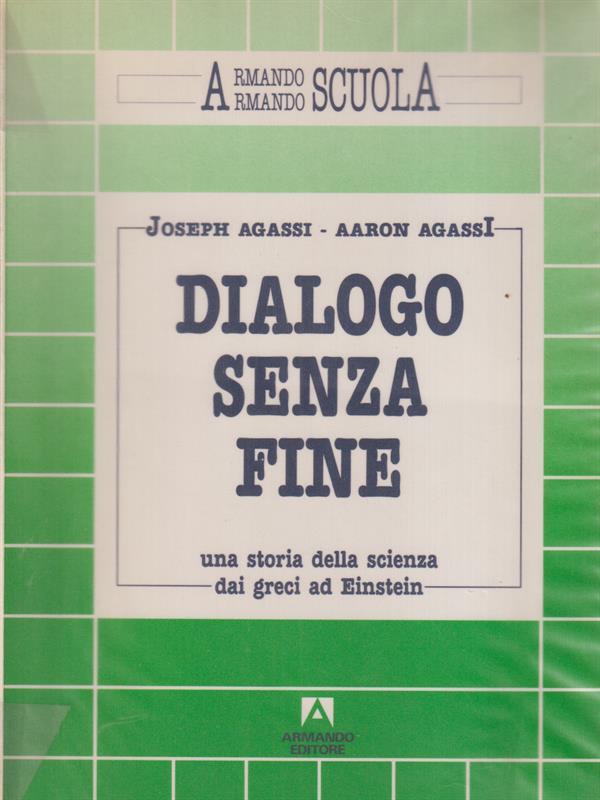 ARMANDO
ARMANDO SCUOLA
JOSEPH AGASSI - AARON AGASSI
DIALOGO
SENZA
FINE
una storia della scienza
dai greci ad Einstein
ARMANDO
EDITORE